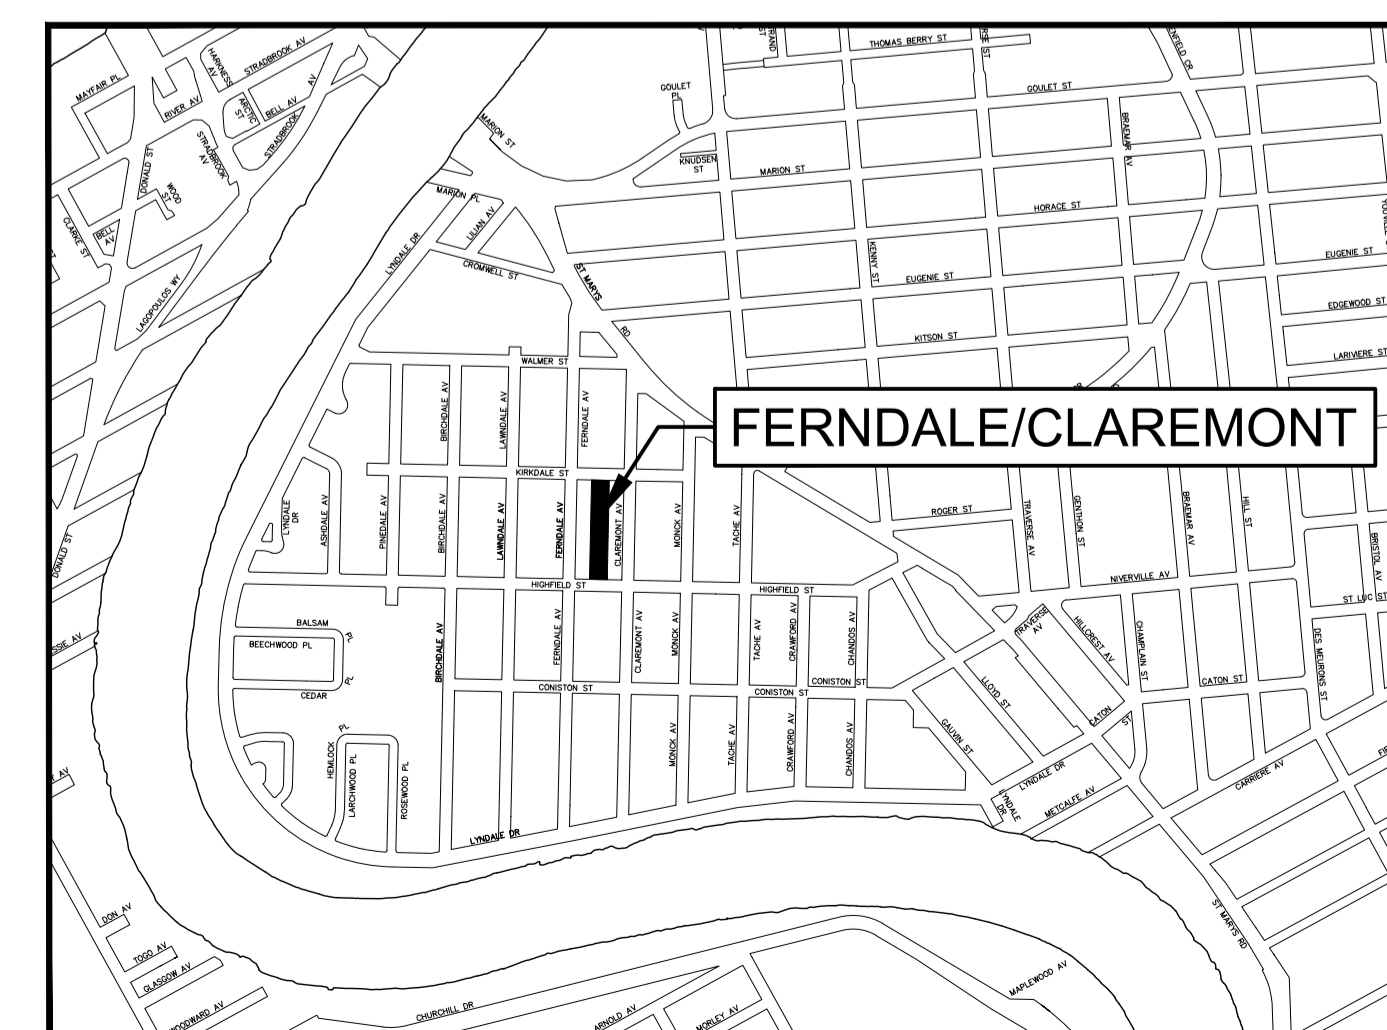 THOMAS BERRY ST
STRADBROOK AV
HARKNESS
AV
MAYFAIR PL
RIVER AV
ARCTIC
ST
BELL AV
AV
STRADBROOK
GOULET
PL
GOULET ST
MARION ST
BRAEMAR AV
STRADBROOK
AV
DONALD ST
WOOD
ST
KNUDSEN
ST
MARION ST
MARION PL
LILIAN AV
HORACE ST
CLARKE ST
BELL
AV
LYNDALE DR
CROMWELL ST
ST MARYS
RD
KENNY ST
EUGENIE ST
EUGENIE ST
LAGOPOULOS WY
EDGEWOOD ST
KITSON ST
LARIVIERE ST
WALMER ST
BIRCHDALE AV
LAWNDALE AV
FERNDALE AV
FERNDALE/CLAREMONT
KIRKDALE ST
LYNDALE
DR
ASHDALE AV
PINEDALE AV
BIRCHDALE AV
LAWNDALE AV
FERNDALE AV
CLAREMONT AV
MONCK AV
TACHE AV
ROGER ST
TRAVERSE AV
GENTHON ST
BRAEMAR AV
HILL ST
BRISTOL AV
DONALD ST
HIGHFIELD ST
HIGHFIELD ST
NIVERVILLE AV
ST LUC ST
BALSAM
PL
BEECHWOOD PL
CEDAR
PL
BIRCHDALE AV
FERNDALE AV
CLAREMONT AV
MONCK AV
TACHE AV
CRAWFORD AV
CHANDOS AV
TRAVERSE
AV
HILLCREST AV
CHAMPLAIN ST
DES MEURONS ST
CONISTON ST
CONISTON ST
CONISTON ST
CATON ST
LLOYD ST
CATON
ST
GAUVIN ST
HEMLOCK
PL
LARCHWOOD PL
ROSEWOOD PL
MONCK AV
TACHE AV
CRAWFORD AV
CHANDOS AV
LYNDALE DR
LYNDALE
DR
METCALFE AV
CARRIERE AV
LYNDALE DR
DON AV
TOGO AV
GLASGOW AV
WOODWARD AV
CHURCHILL DR
ARNOLD AV
MORLEY AV
MAPLEWOOD AV
ST MARYS RD